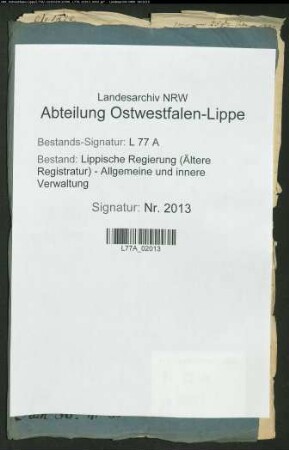 Landesarchiv NRW
Abteilung Ostwestfalen-Lippe
Bestands-Signatur: L 77 A
Bestand: Lippische Regierung (Ältere
Registratur) - Allgemeine und innere
Verwaltung
Signatur: Nr. 2013
L77A_02013